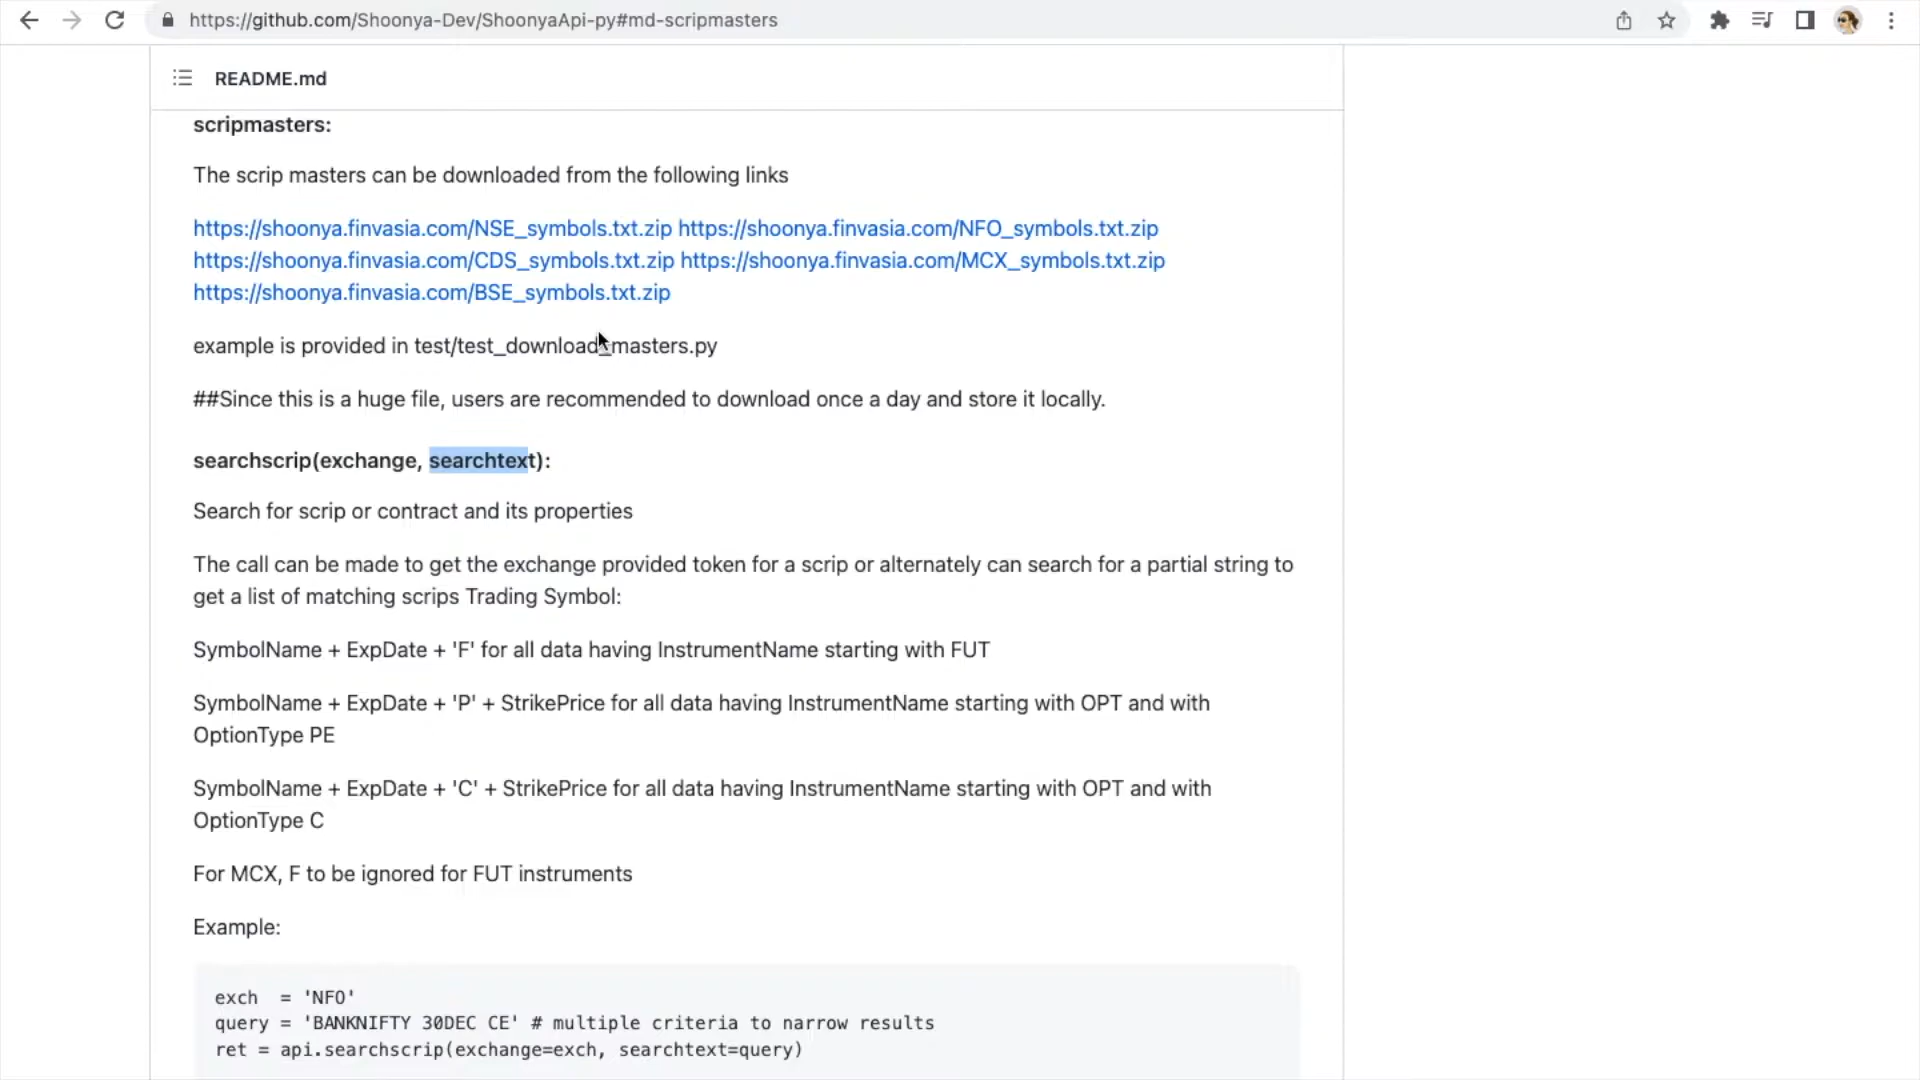 https://github.com/Shoonya-Dev/ShoonyaApi-py#md-scripmasters
README.md
scripmasters:
The scrip masters can be downloaded from the following links
https://shoonya.finvasia.com/NSE_symbols.txt.zip https://shoonya.finvasia.com/NFO_symbols.txt.zip
https://shoonya.finvasia.com/CDS_symbols.txt.zip https://shoonya.finvasia.com/MCX_symbols.txt.zip
https://shoonya.finvasia.com/BSE_symbols.txt.zip
example is provided in test/test_download_masters.py
##Since this is a huge file, users are recommended to download once a day and store it locally.
searchscrip(exchange, searchtext):
Search for scrip or contract and its properties
The call can be made to get the exchange provided token for a scrip or alternately can search for a partial string to
get a list of matching scrips Trading Symbol:
SymbolName + ExpDate + 'F' for all data having InstrumentName starting with FUT
SymbolName + ExpDate + 'P' + StrikePrice for all data having InstrumentName starting with OPT and with
OptionType PE
SymbolName + ExpDate + 'C' + StrikePrice for all data having InstrumentName starting with OPT and with
OptionType C
For MCX, F to be ignored for FUT instruments
Example:
exch  = 'NFO'
query = 'BANKNIFTY 30DEC CE' # multiple criteria to narrow results
ret = api.searchscrip(exchange=exch, searchtext=query)